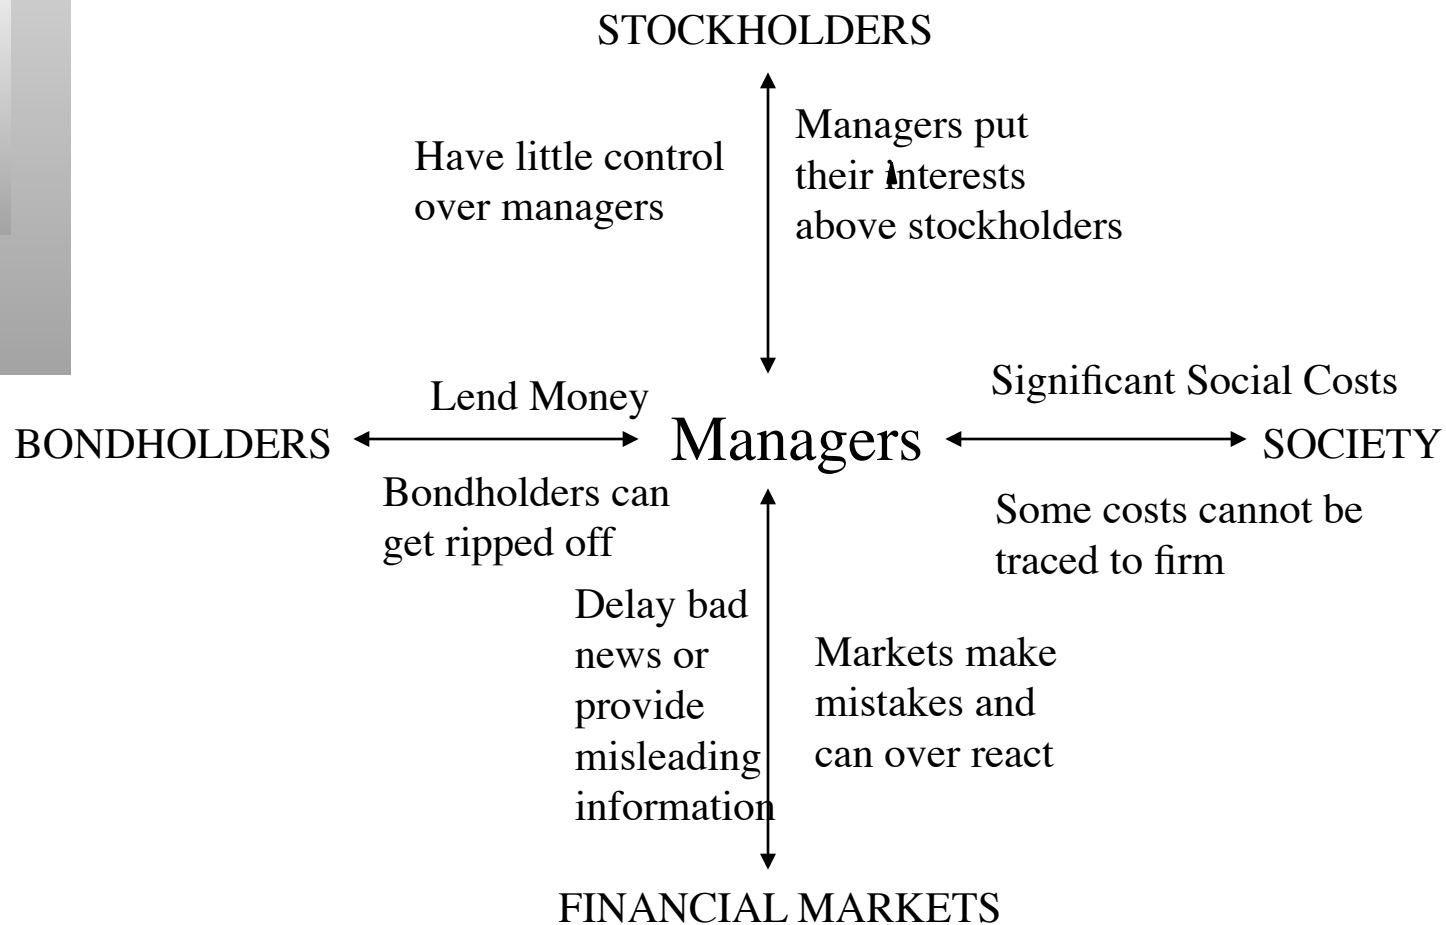 STOCKHOLDERS
Have little control
over managers
Managers put
their interests
above stockholders
Lend Money
BONDHOLDERS
Bondholders can
get ripped off
Managers
Significant Social Costs
SOCIETY
Some costs cannot be
traced to firm
Delay bad
news or
provide
misleading
information
Markets make
mistakes and
can over react
FINANCIAL MARKETS